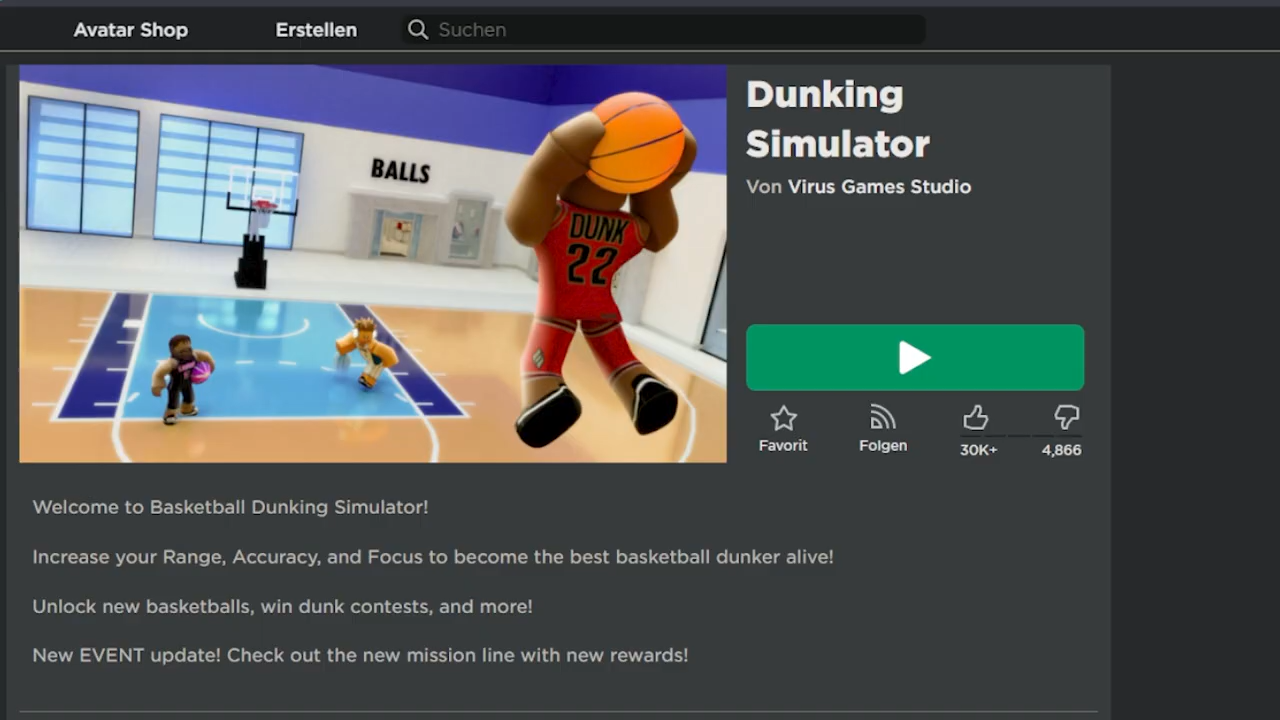 Avatar Shop
Erstellen
Suchen
BALLS
DUNK
22
Dunking
Simulator
Von Virus Games Studio
Favorit
Folgen
30K+
4,866
Welcome to Basketball Dunking Simulator!
Increase your Range, Accuracy, and Focus to become the best basketball dunker alive!
Unlock new basketballs, win dunk contests, and more!
New EVENT update! Check out the new mission line with new rewards!